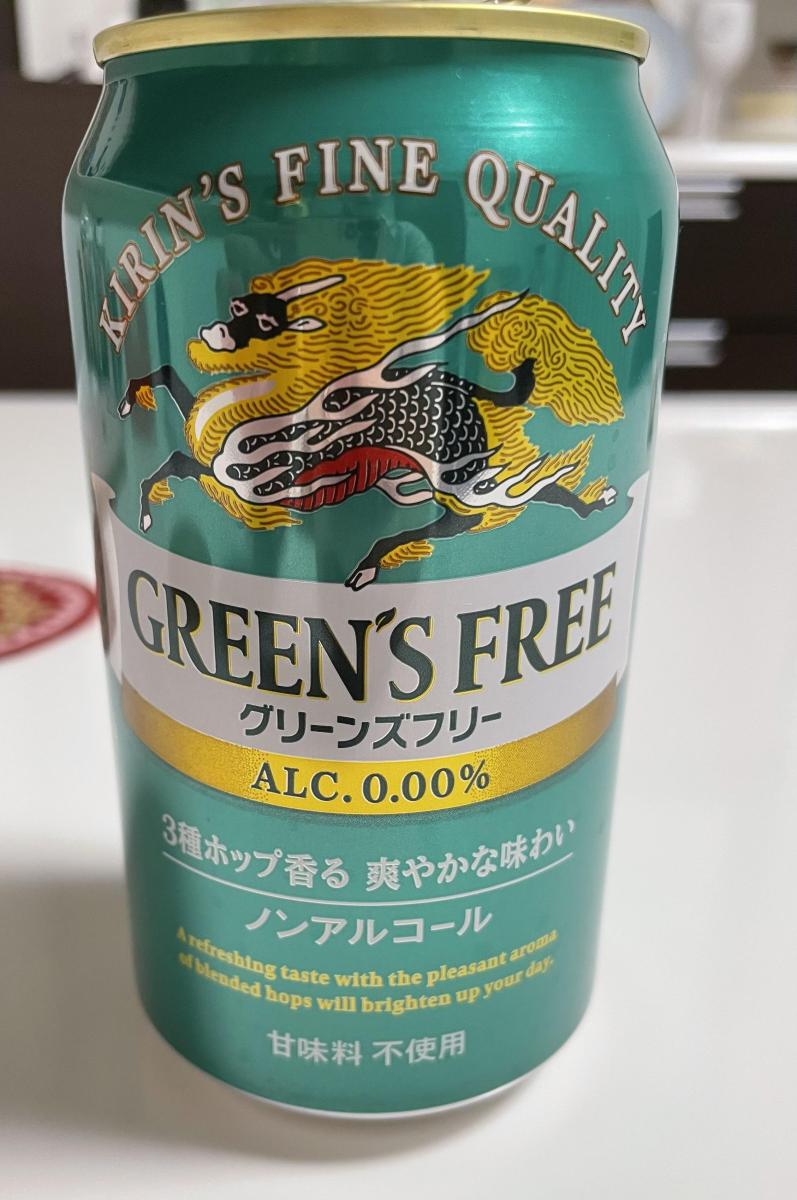 KIRIN'S FINE QUALITY
GREEN'S FREE
グリーンズフリー
ALC. 0.00%
3種ホップ香る 爽やかな味わい
ノンアルコール
A refreshing taste with the pleasant aroma
of blended hops will brighten up your day.
甘味料 不使用